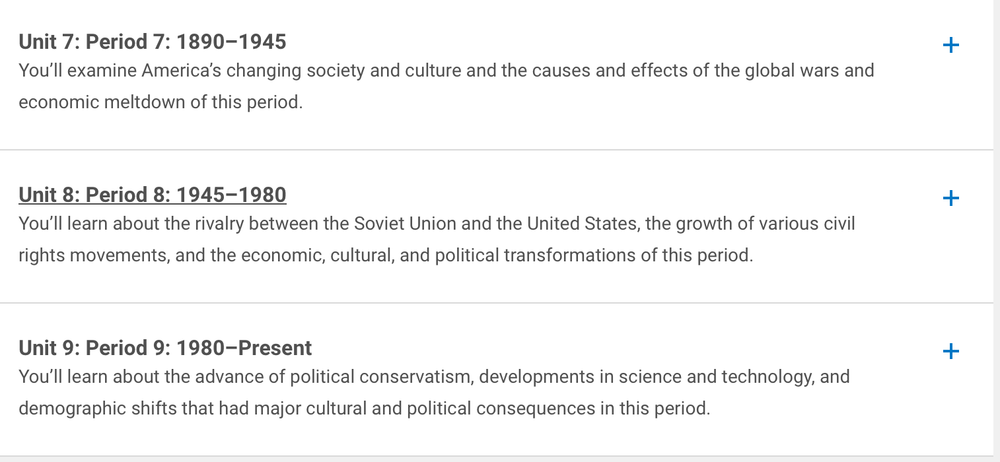 Unit 7: Period 7: 1890–1945
You’ll examine America’s changing society and culture and the causes and effects of the global wars and
economic meltdown of this period.
Unit 8: Period 8: 1945–1980
You’ll learn about the rivalry between the Soviet Union and the United States, the growth of various civil
rights movements, and the economic, cultural, and political transformations of this period.
Unit 9: Period 9: 1980–Present
You’ll learn about the advance of political conservatism, developments in science and technology, and
demographic shifts that had major cultural and political consequences in this period.